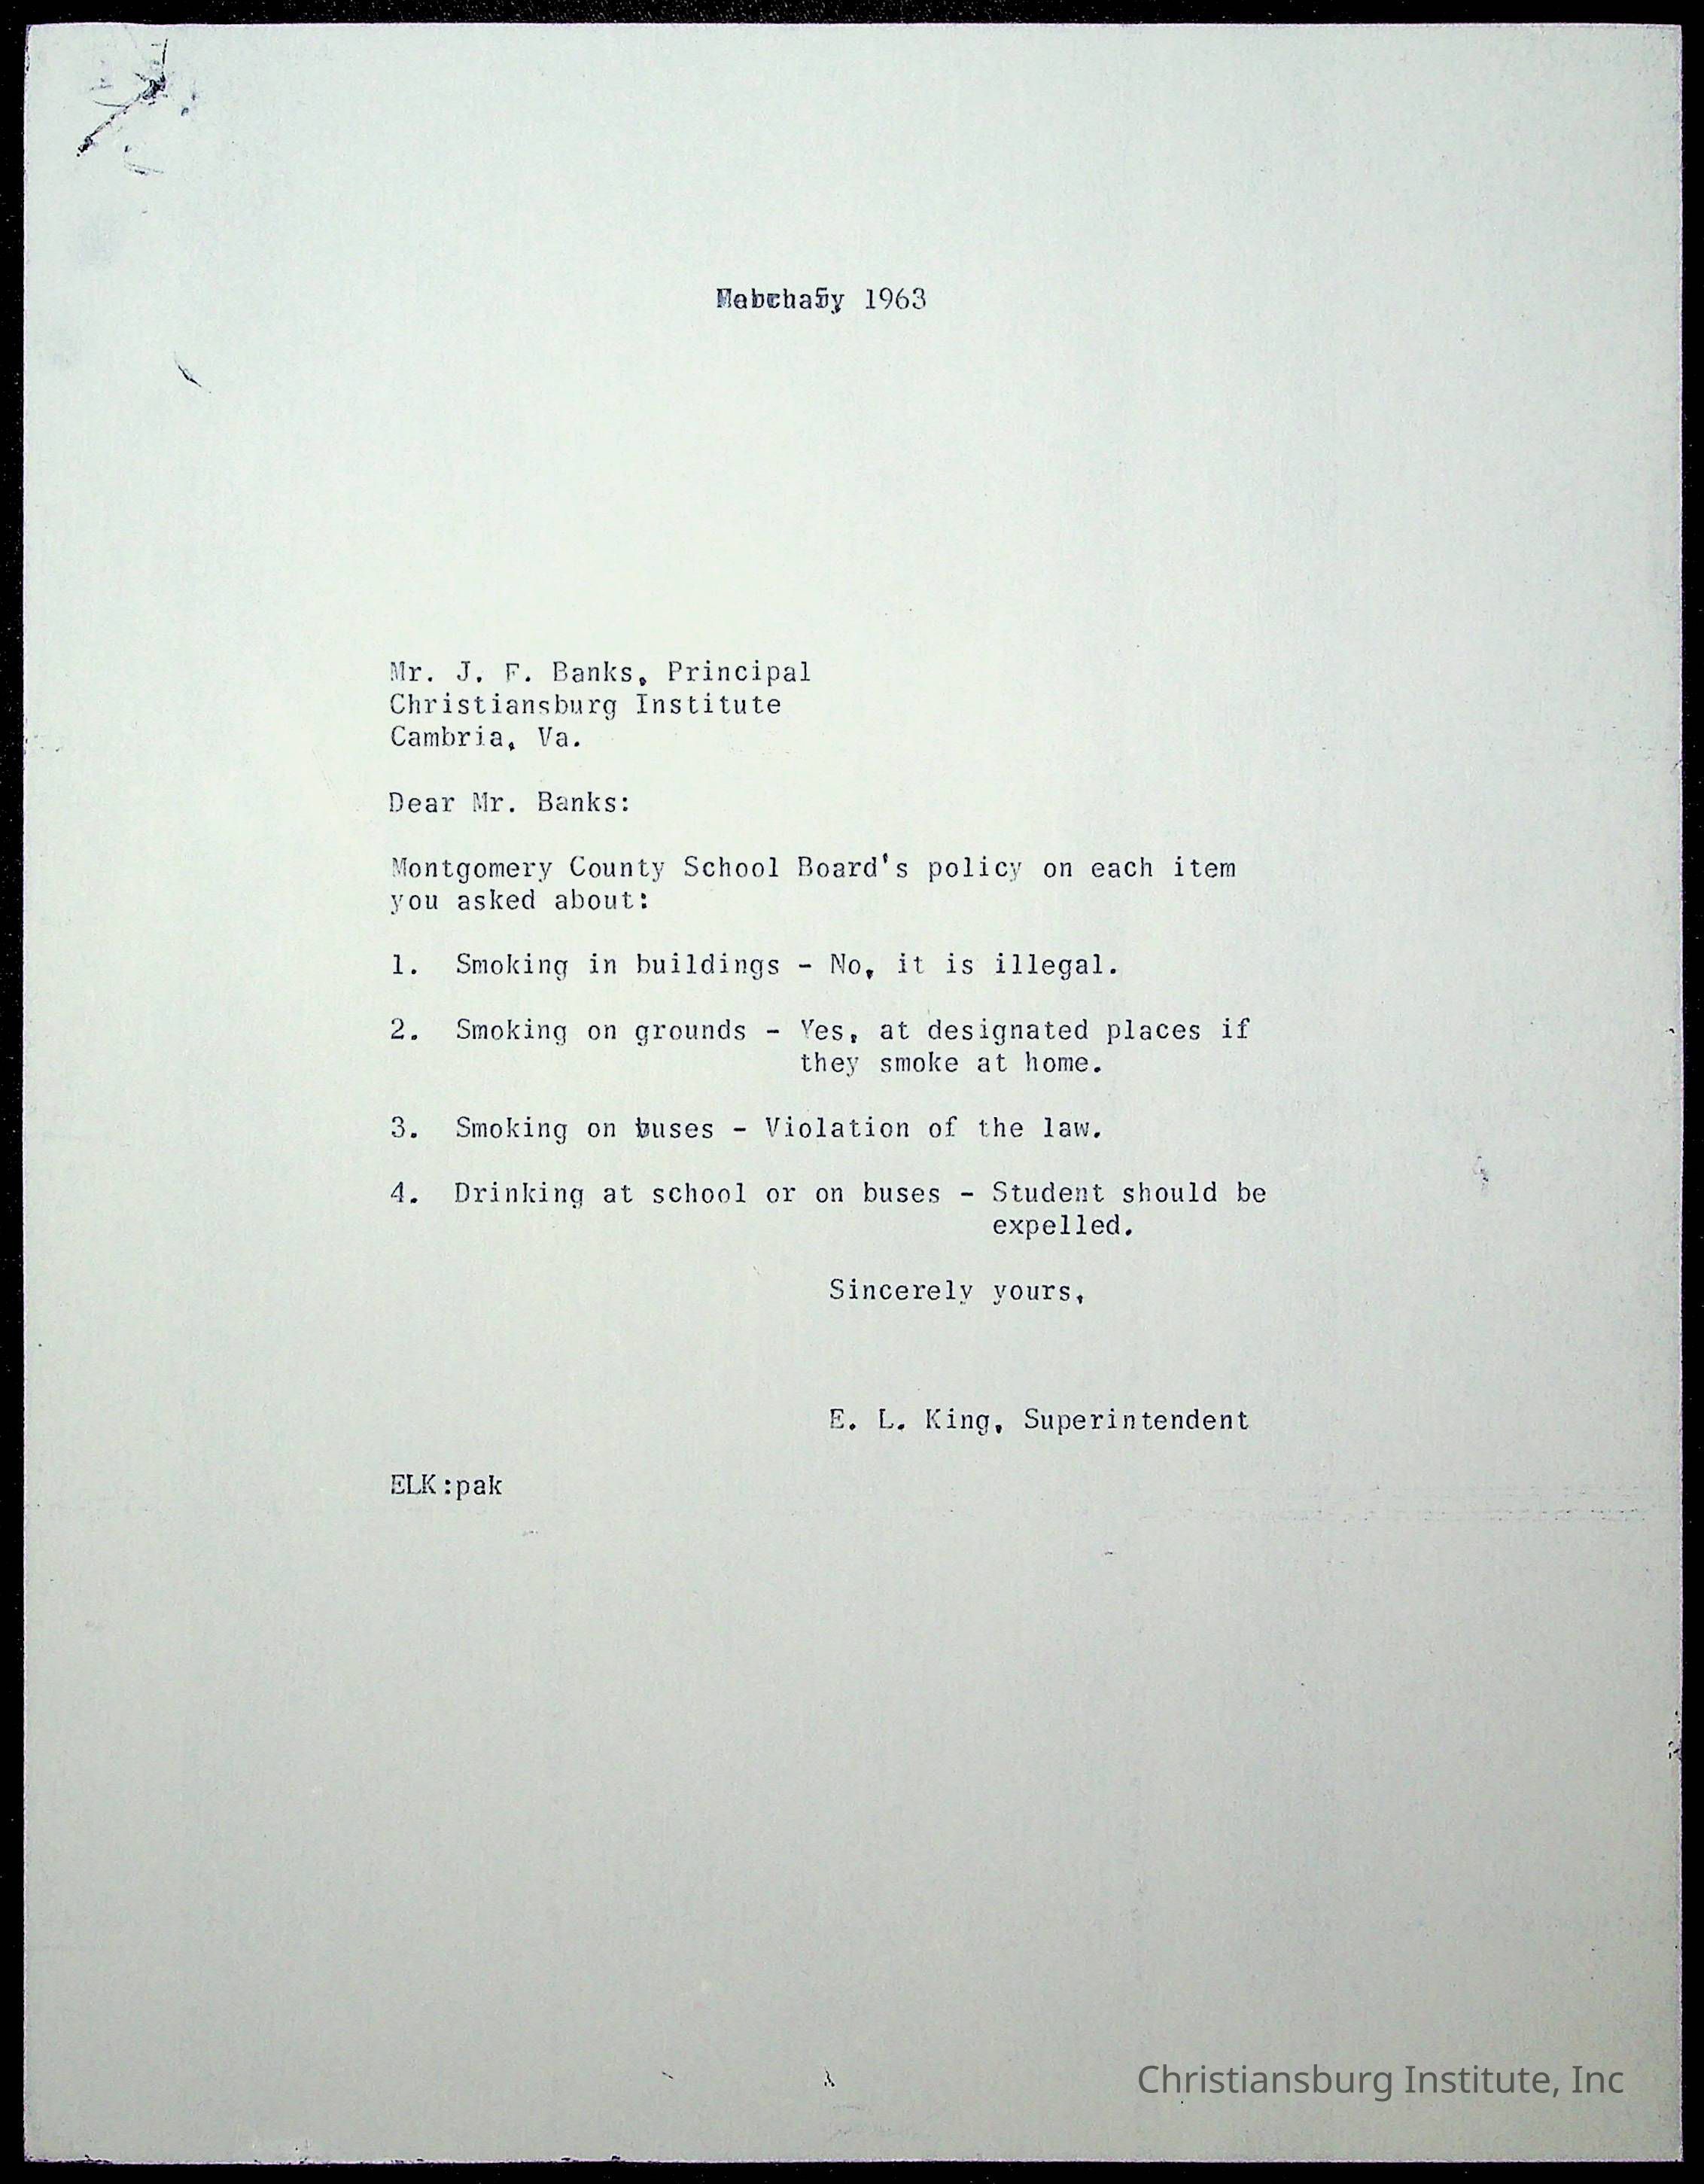 1963
Mr. J. F. Banks, Principal
Christiansburg Institute
Cambria, Va.
Dear Mr. Banks:
Montgomery County School Board's policy on each item
you asked about:
1. Smoking in buildings - No, it is illegal.
2. Smoking on grounds - Yes, at designated places if
they smoke at home.
3. Smoking on buses - Violation of the law.
4. Drinking at school or on buses - Student should be
expelled.
Sincerely yours,
E. L. King, Superintendent
ELK:pak
Christiansburg Institute, Inc